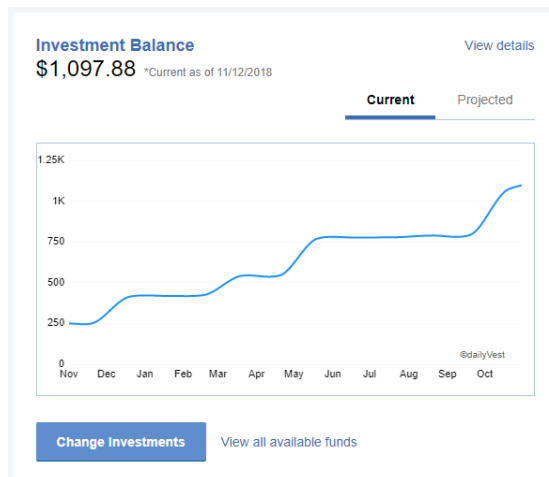 Investment Balance View details
$1,097.88 *Current as of 11/12/2018
Current Projected
1.25K
1K
750
500
250
0
©dailyVest
Nov Dec Jan Feb Mar Apr May Jun Jul Aug Sep Oct
Change Investments View all available funds